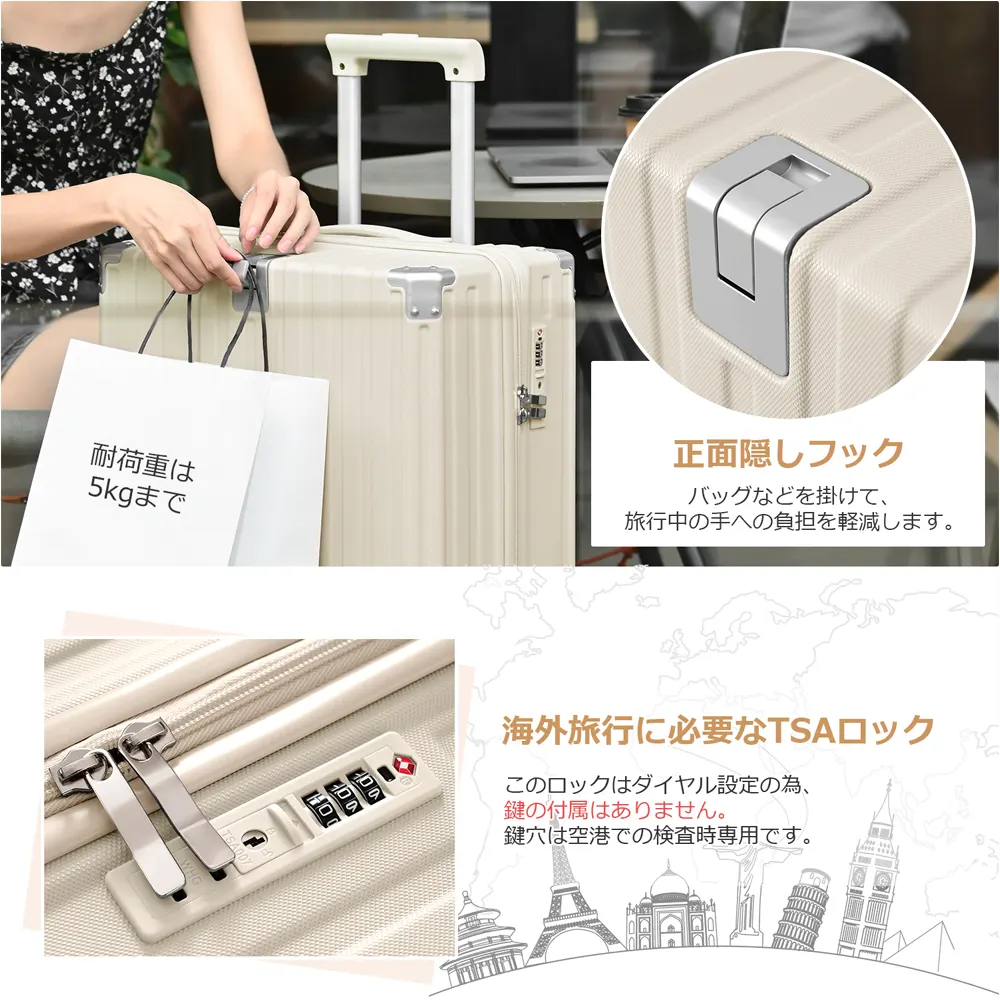 耐荷重は
5kgまで
正面隠しフック
バッグなどを掛けて、
旅行中の手への負担を軽減します。
海外旅行に必要なTSAロック
このロックはダイヤル設定の為、
鍵の付属はありません。
鍵穴は空港での検査時専用です。